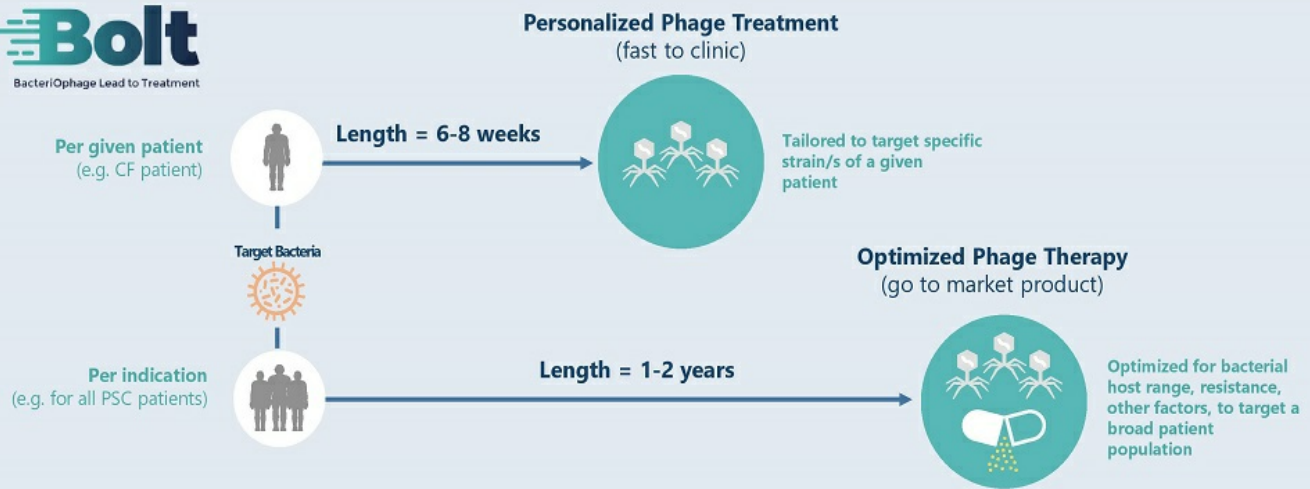 Bolt
BacteriOphage Lead to Treatment
Personalized Phage Treatment
(fast to clinic)
Per given patient
(e.g. CF patient)
Length = 6-8 weeks
Tailored to target specific
strain/s of a given
patient
Target Bacteria
Optimized Phage Therapy
(go to market product)
Per indication
(e.g. for all PSC patients)
Length = 1-2 years
Optimized for bacterial
host range, resistance,
other factors, to target a
broad patient
population